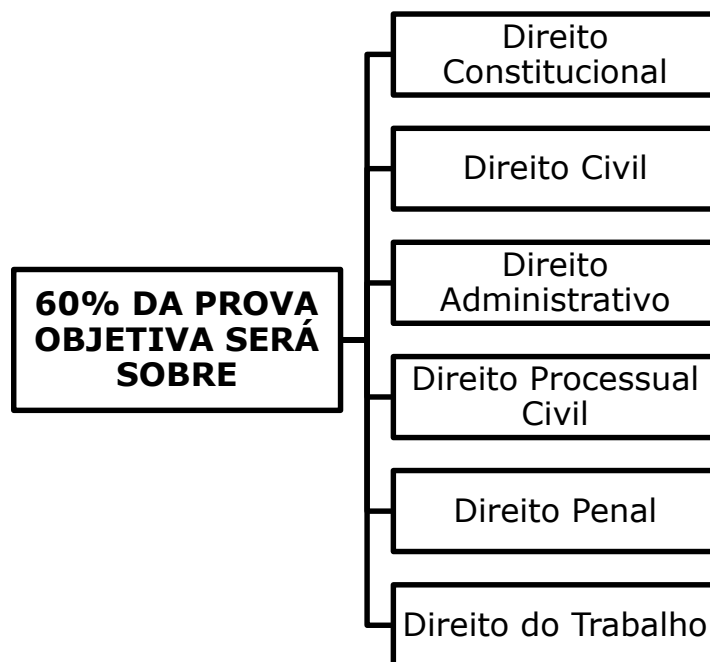 60% DA PROVA
OBJETIVA SERÁ
SOBRE
Direito
Constitucional
Direito Civil
Direito
Administrativo
Direito Processual
Civil
Direito Penal
Direito do Trabalho